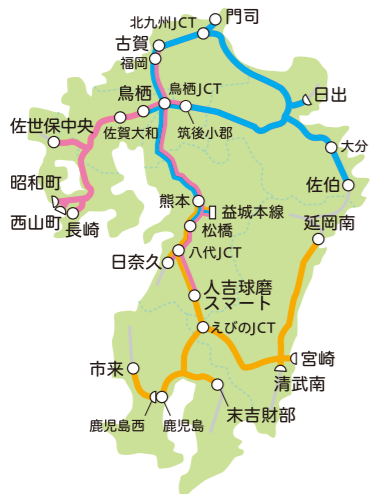 門司
北九州JCT
古賀
福岡
鳥栖
鳥栖JCT
日出
佐世保中央
佐賀大和
筑後小郡
大分
昭和町
佐伯
熊本
益城本線
西山町
長崎
松橋
延岡南
日奈久
八代JCT
人吉球磨
スマート
えびのJCT
市来
宮崎
清武南
鹿児島西
鹿児島
末吉財部